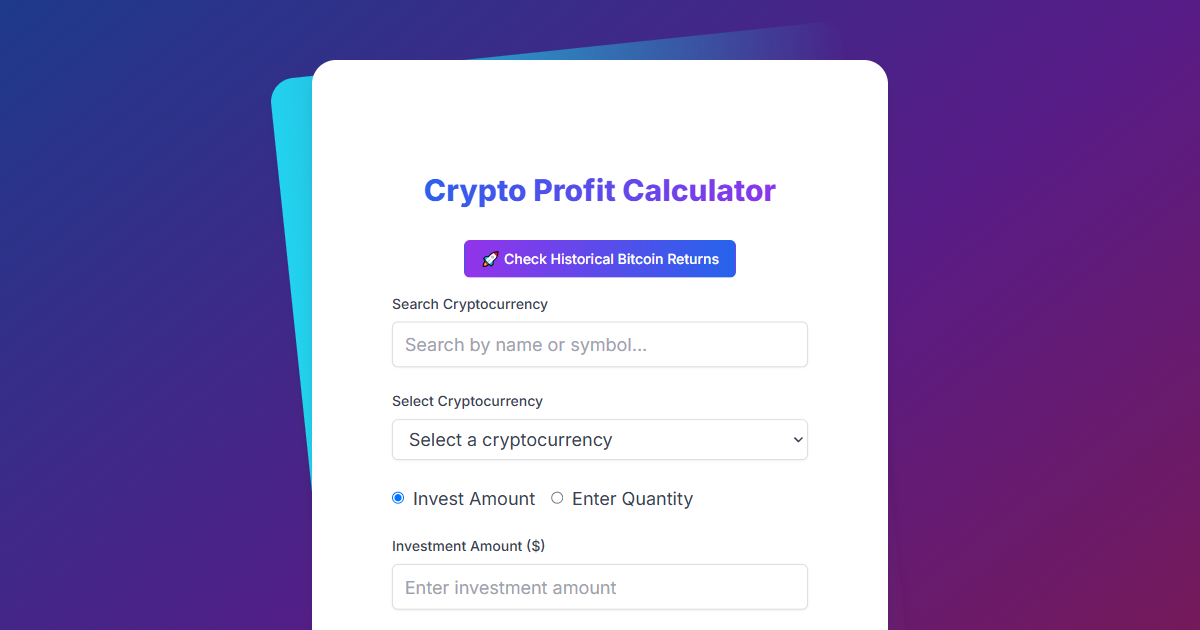 Crypto Profit Calculator
🚀 Check Historical Bitcoin Returns
Search Cryptocurrency
Search by name or symbol...
Select Cryptocurrency
Select a cryptocurrency
Invest Amount Enter Quantity
Investment Amount ($)
Enter investment amount